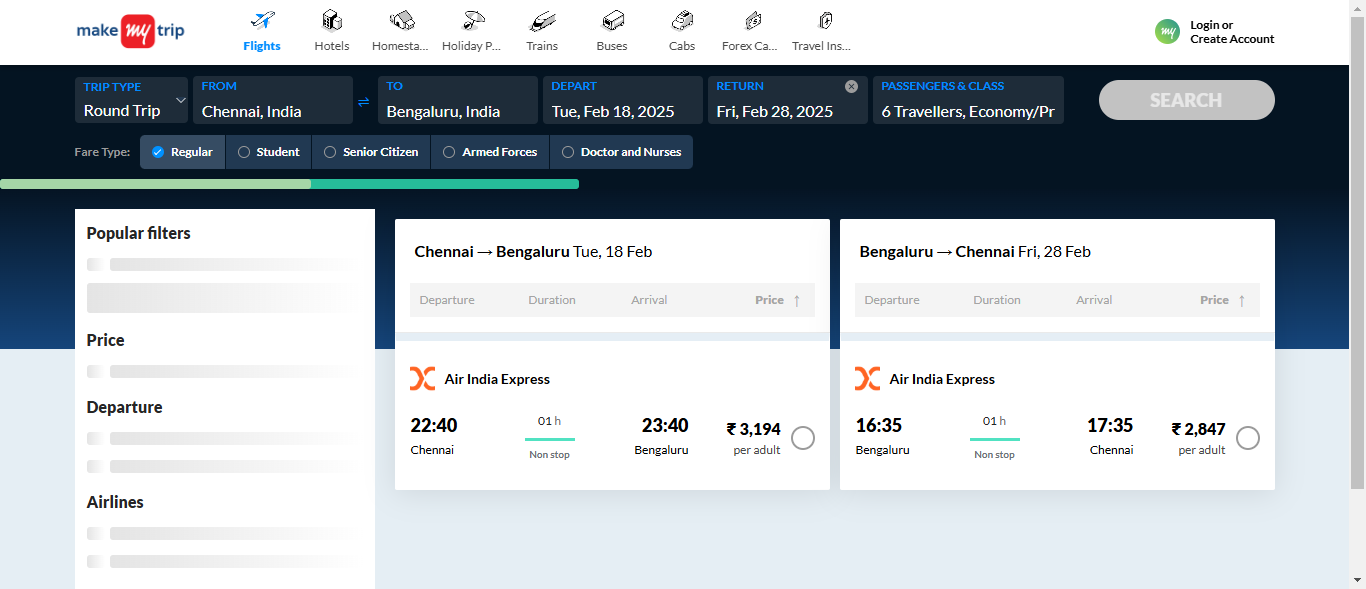 make my trip
Flights
Hotels
Homesta...
Holiday P...
Trains
Buses
Cabs
Forex Ca...
Travel Ins...
my
Login or
Create Account
TRIP TYPE
Round Trip
FROM
Chennai, India
⇌
TO
Bengaluru, India
DEPART
Tue, Feb 18, 2025
RETURN
Fri, Feb 28, 2025
PASSENGERS & CLASS
6 Travellers, Economy/Pr
SEARCH
Fare Type:
Regular
Student
Senior Citizen
Armed Forces
Doctor and Nurses
Popular filters
Price
Departure
Airlines
Chennai → Bengaluru Tue, 18 Feb
Departure Duration Arrival Price ↑
Air India Express
22:40 01 h 23:40 ₹ 3,194
Chennai Non stop Bengaluru per adult
Bengaluru → Chennai Fri, 28 Feb
Departure Duration Arrival Price ↑
Air India Express
16:35 01 h 17:35 ₹ 2,847
Bengaluru Non stop Chennai per adult